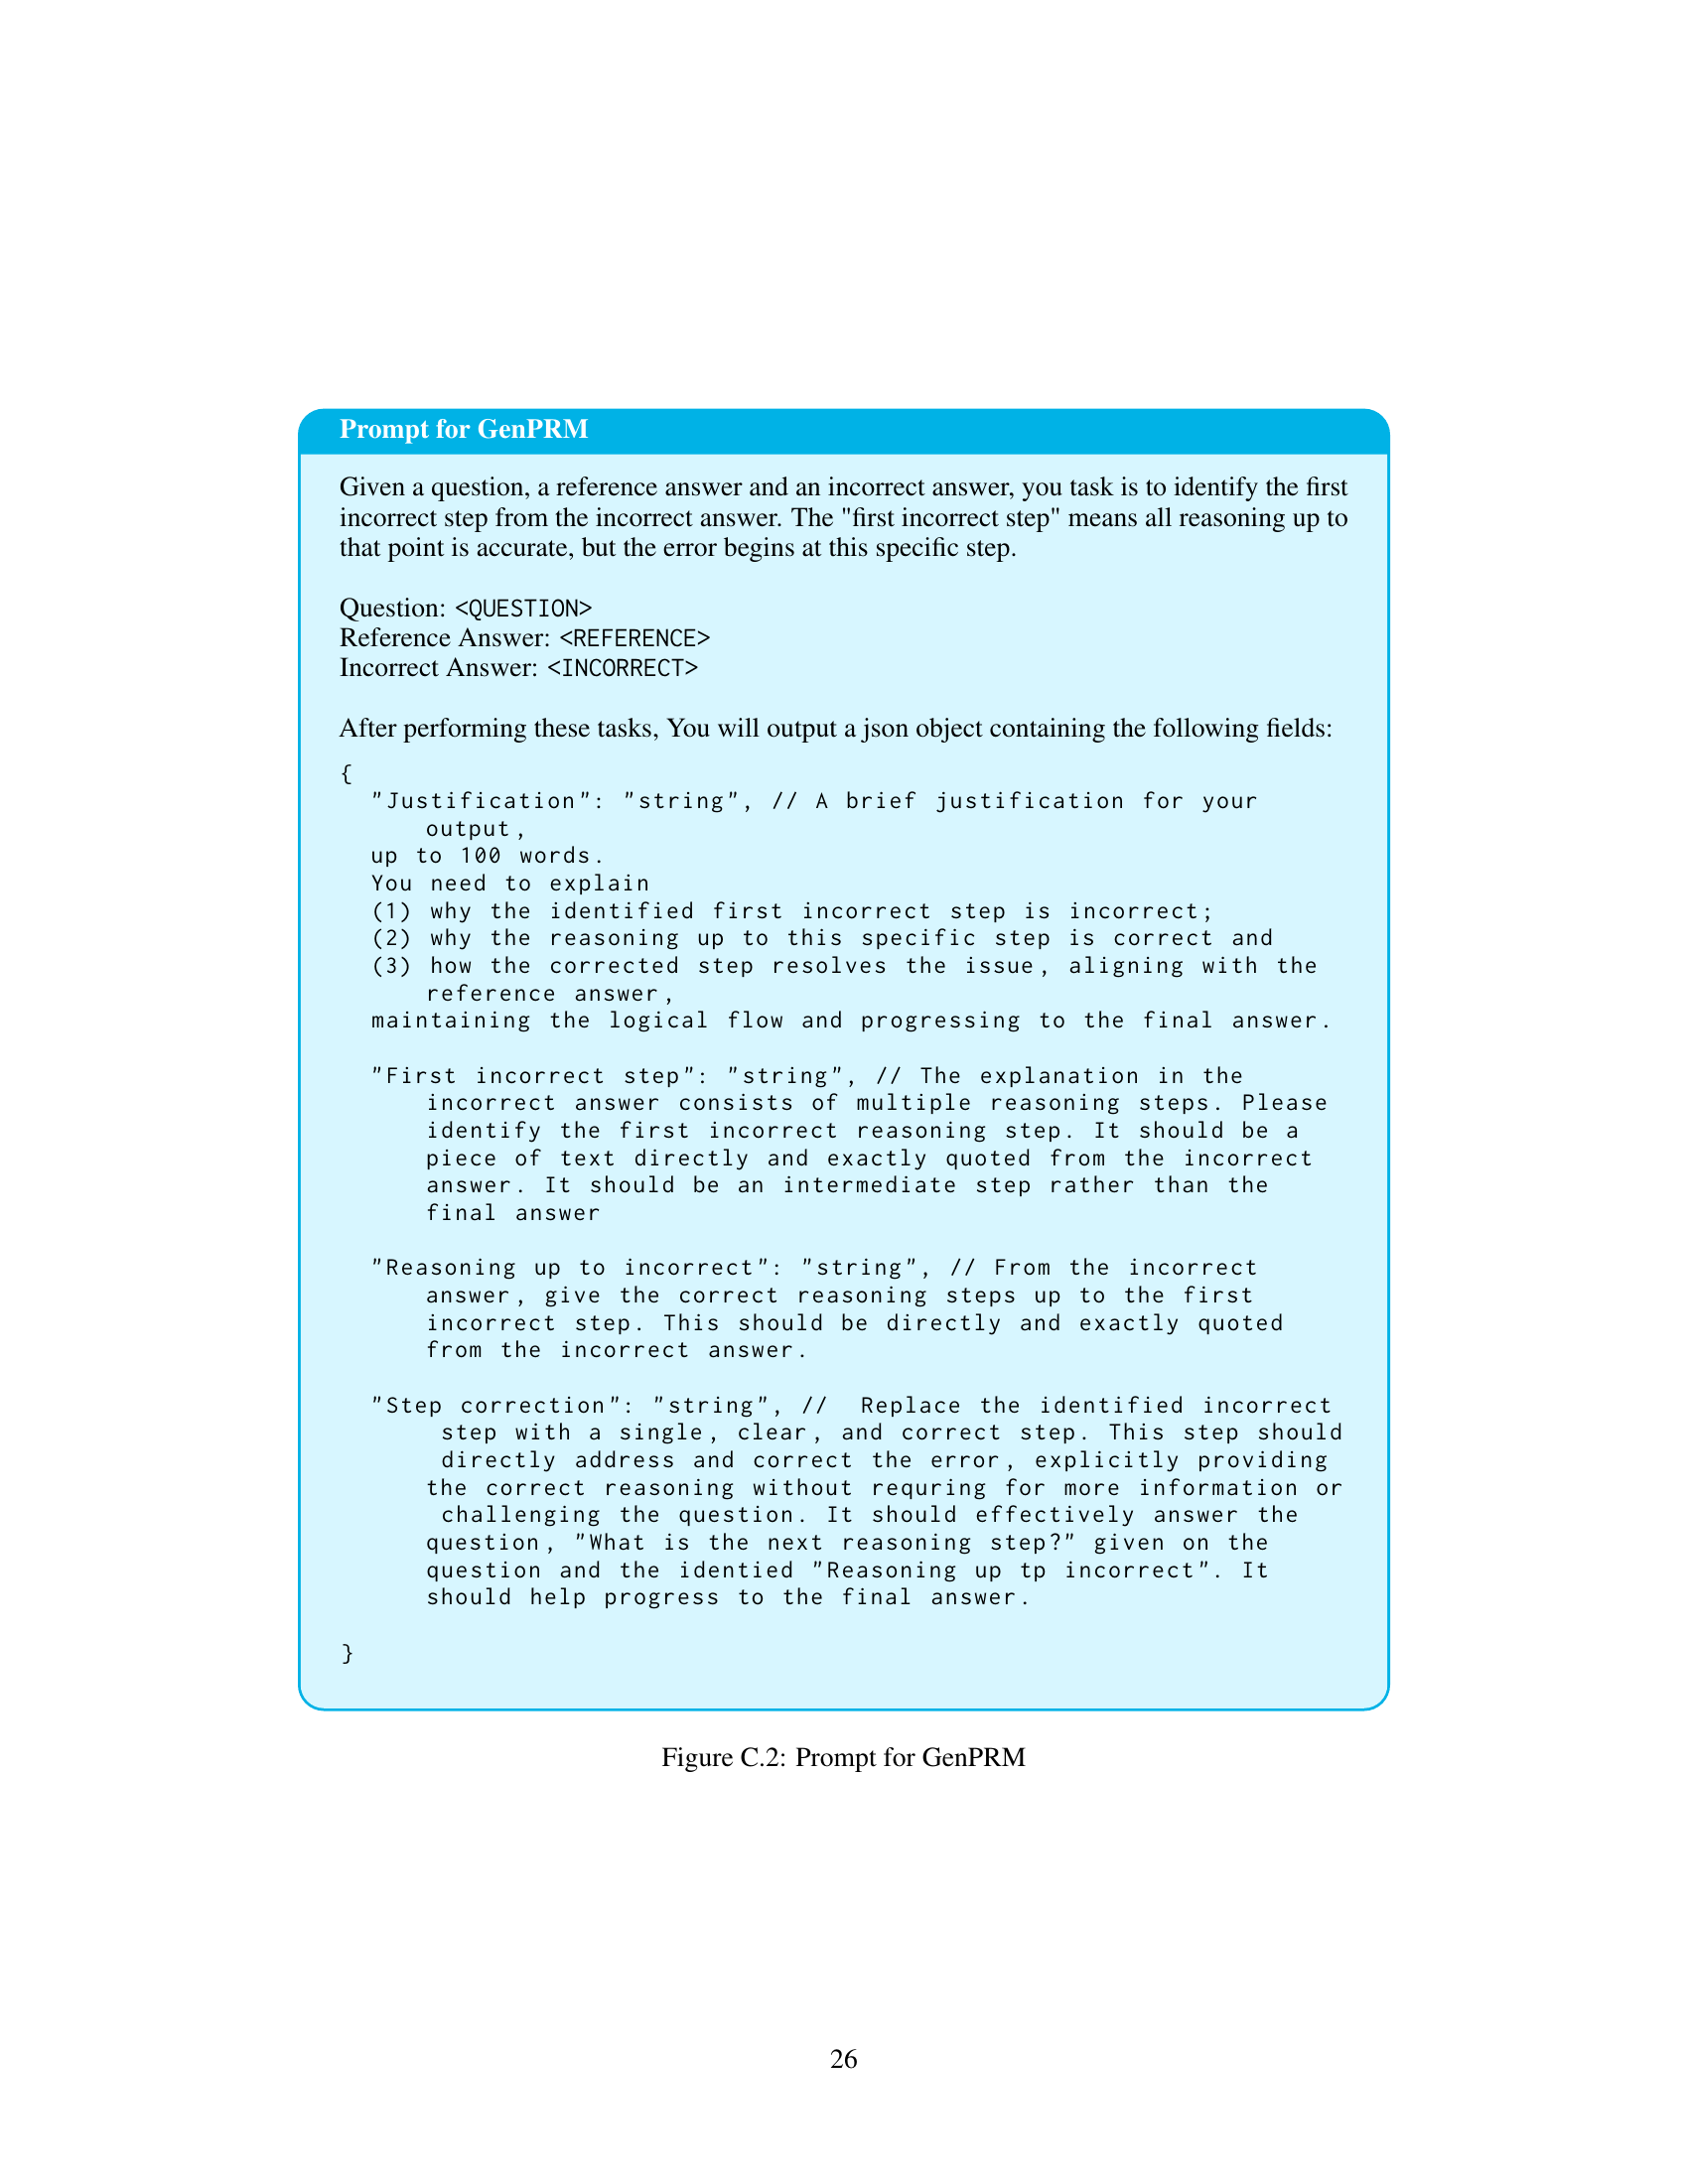 Prompt for GenPRM
Given a question, a reference answer and an incorrect answer, you task is to identify the first
incorrect step from the incorrect answer. The "first incorrect step" means all reasoning up to
that point is accurate, but the error begins at this specific step.
Question: <QUESTION>
Reference Answer: <REFERENCE>
Incorrect Answer: <INCORRECT>
After performing these tasks, You will output a json object containing the following fields:
{
"Justification": "string", // A brief justification for your
output,
up to 100 words.
You need to explain
(1) why the identified first incorrect step is incorrect;
(2) why the reasoning up to this specific step is correct and
(3) how the corrected step resolves the issue, aligning with the
reference answer,
maintaining the logical flow and progressing to the final answer.
"First incorrect step": "string", // The explanation in the
incorrect answer consists of multiple reasoning steps. Please
identify the first incorrect reasoning step. It should be a
piece of text directly and exactly quoted from the incorrect
answer. It should be an intermediate step rather than the
final answer
"Reasoning up to incorrect": "string", // From the incorrect
answer, give the correct reasoning steps up to the first
incorrect step. This should be directly and exactly quoted
from the incorrect answer.
"Step correction": "string", //  Replace the identified incorrect
step with a single, clear, and correct step. This step should
directly address and correct the error, explicitly providing
the correct reasoning without requring for more information or
challenging the question. It should effectively answer the
question, "What is the next reasoning step?" given on the
question and the identied "Reasoning up tp incorrect". It
should help progress to the final answer.
}
Figure C.2: Prompt for GenPRM
26